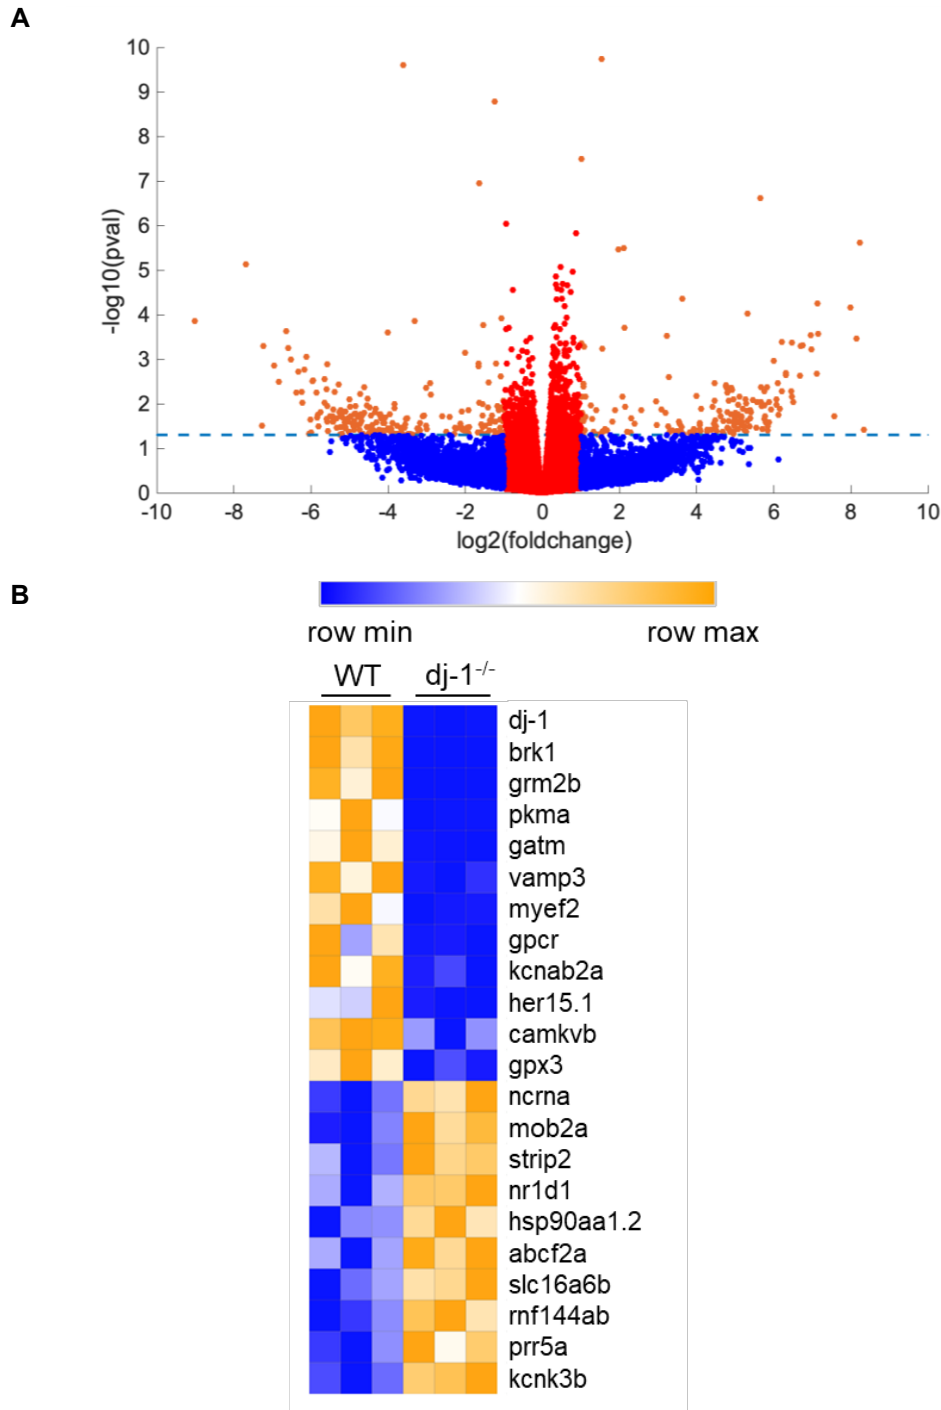 A
10
9
8
7
6
5
4
3
2
1
0
-log10(pval)
-10 -8 -6 -4 -2 0 2 4 6 8 10
log2(foldchange)
B
row min row max
WT dj-1-/-
dj-1
brk1
grm2b
pkma
gatm
vamp3
myef2
gpcr
kcnab2a
her15.1
camkvb
gpx3
ncrna
mob2a
strip2
nr1d1
hsp90aa1.2
abcf2a
slc16a6b
rnf144ab
prr5a
kcnk3b